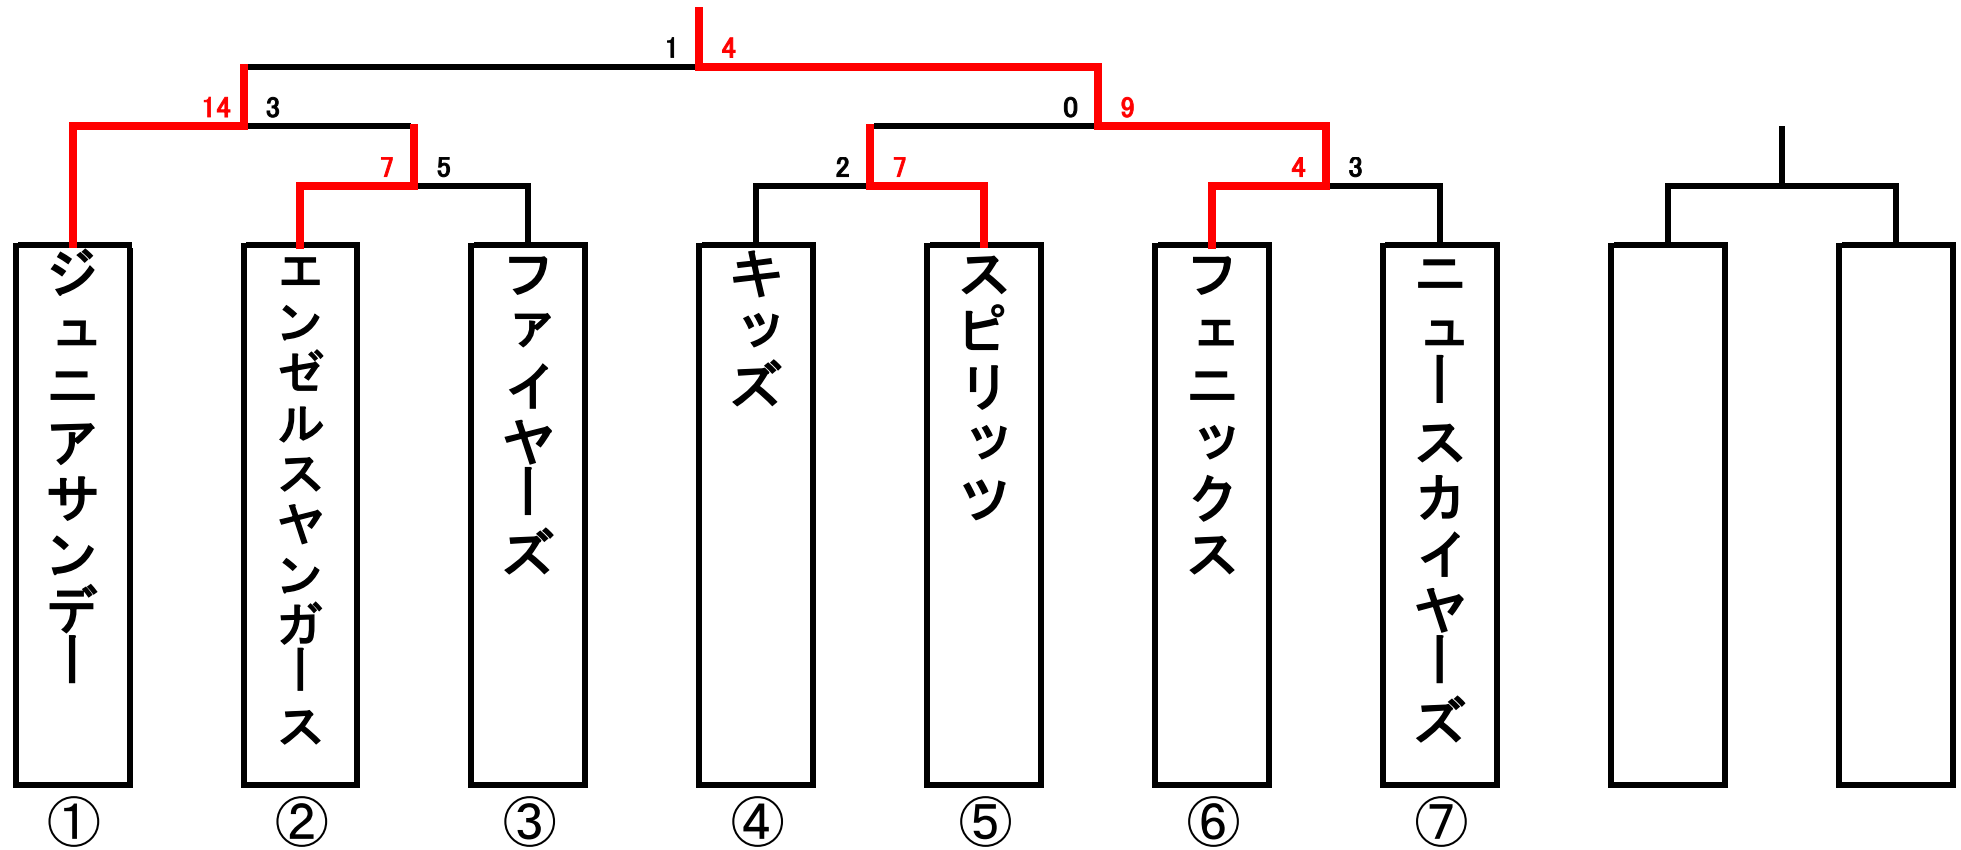 1 4
14 3 0 9
7 5 2 7 4 3
ジュニアサンデー
エンゼルスヤンガース
ファイヤーズ
キッズ
スピリッツ
フェニックス
ニュースカイヤーズ
① ② ③ ④ ⑤ ⑥ ⑦